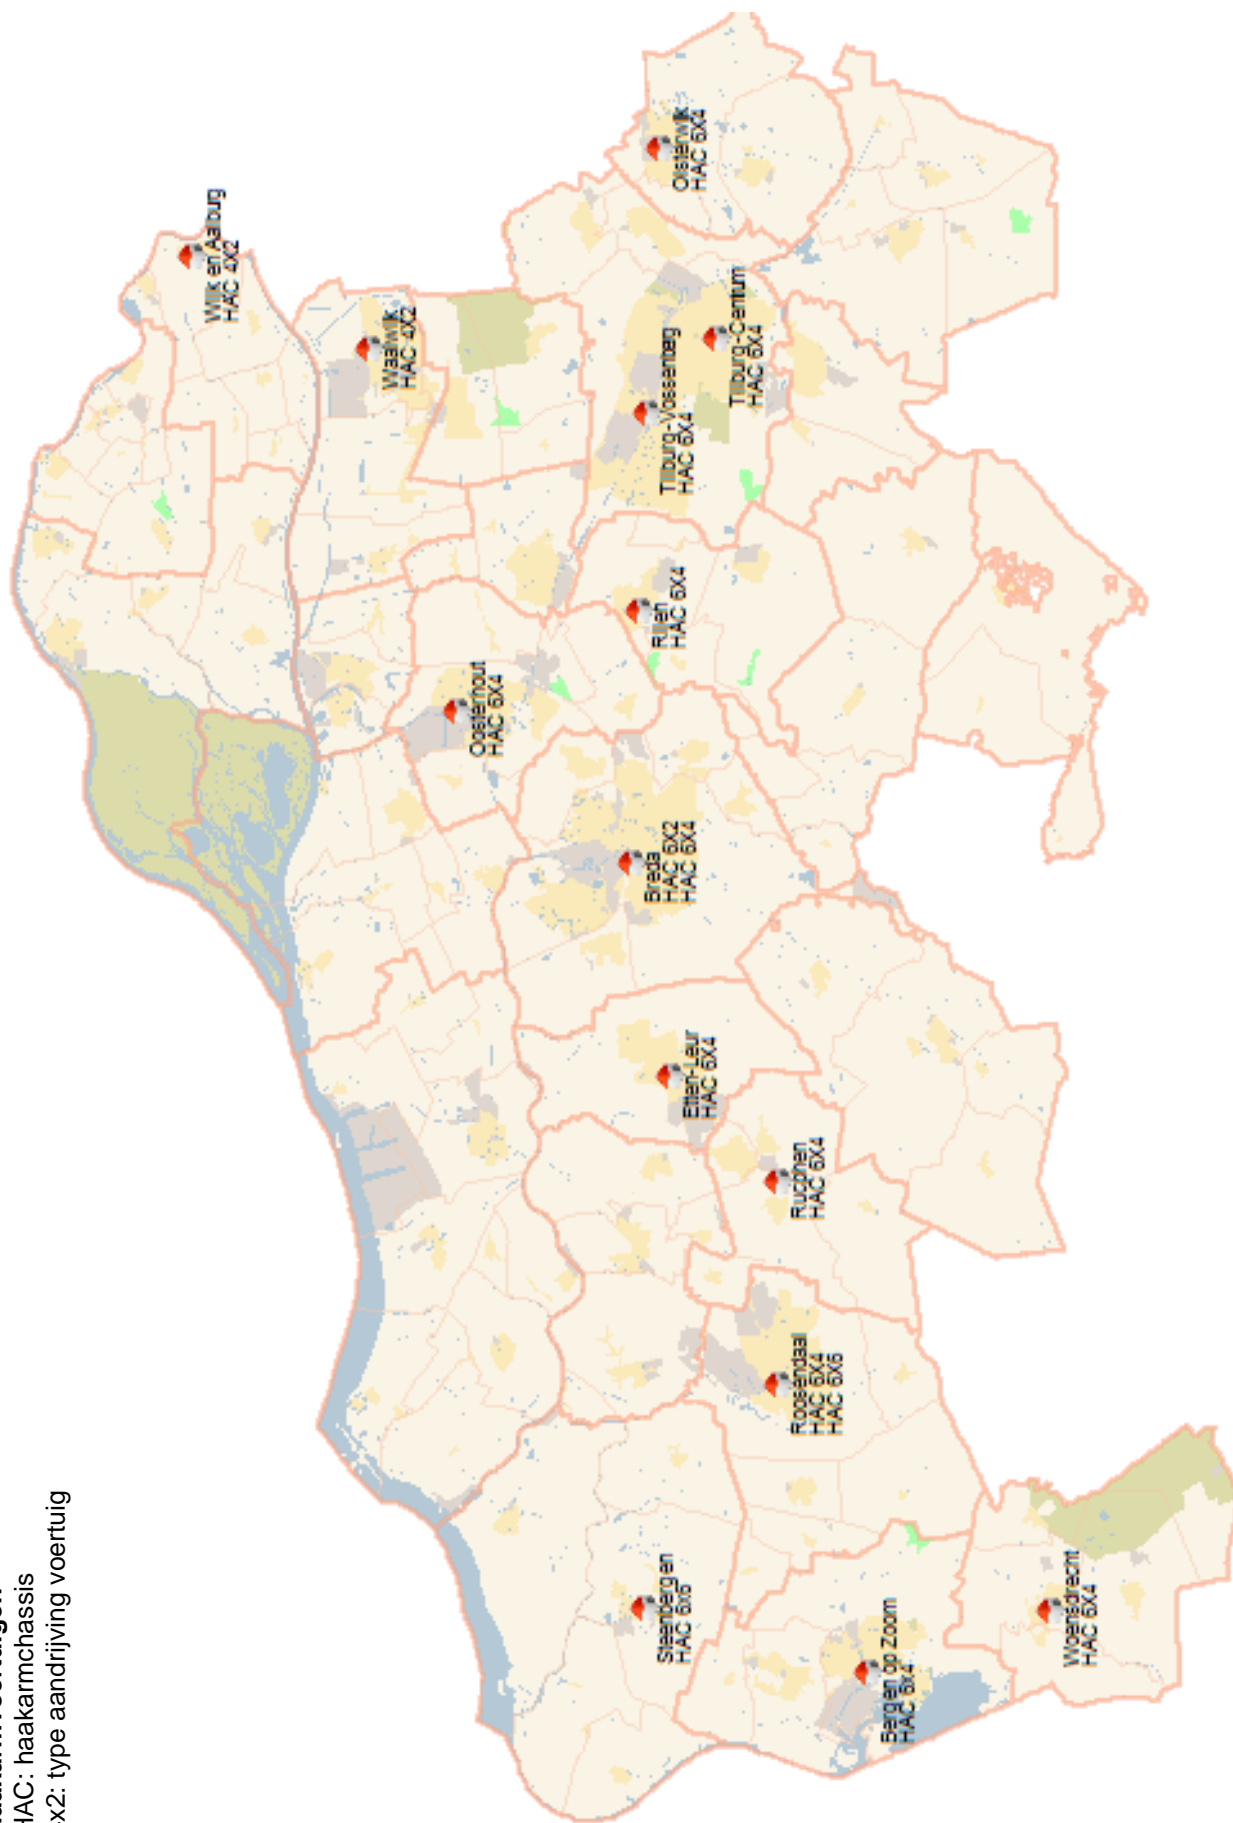 HAC: haakarmchassis
x2: type aandrijving voertuig
Wijk en Aalburg
HAC 4X2
Waalwijk
HAC 4X2
Oisterwijk
HAC 6X4
Tilburg-Centrum
HAC 6X4
Tilburg-Vossenberg
HAC 6X4
Rijen
HAC 6X4
Oosterhout
HAC 6X4
Breda
HAC 6X2
HAC 6X4
Etten-Leur
HAC 6X4
Rucphen
HAC 6X4
Roosendaal
HAC 6X4
HAC 6X6
Steenbergen
HAC 6x6
Bergen op Zoom
HAC 6x4
Woensdrecht
HAC 6X4